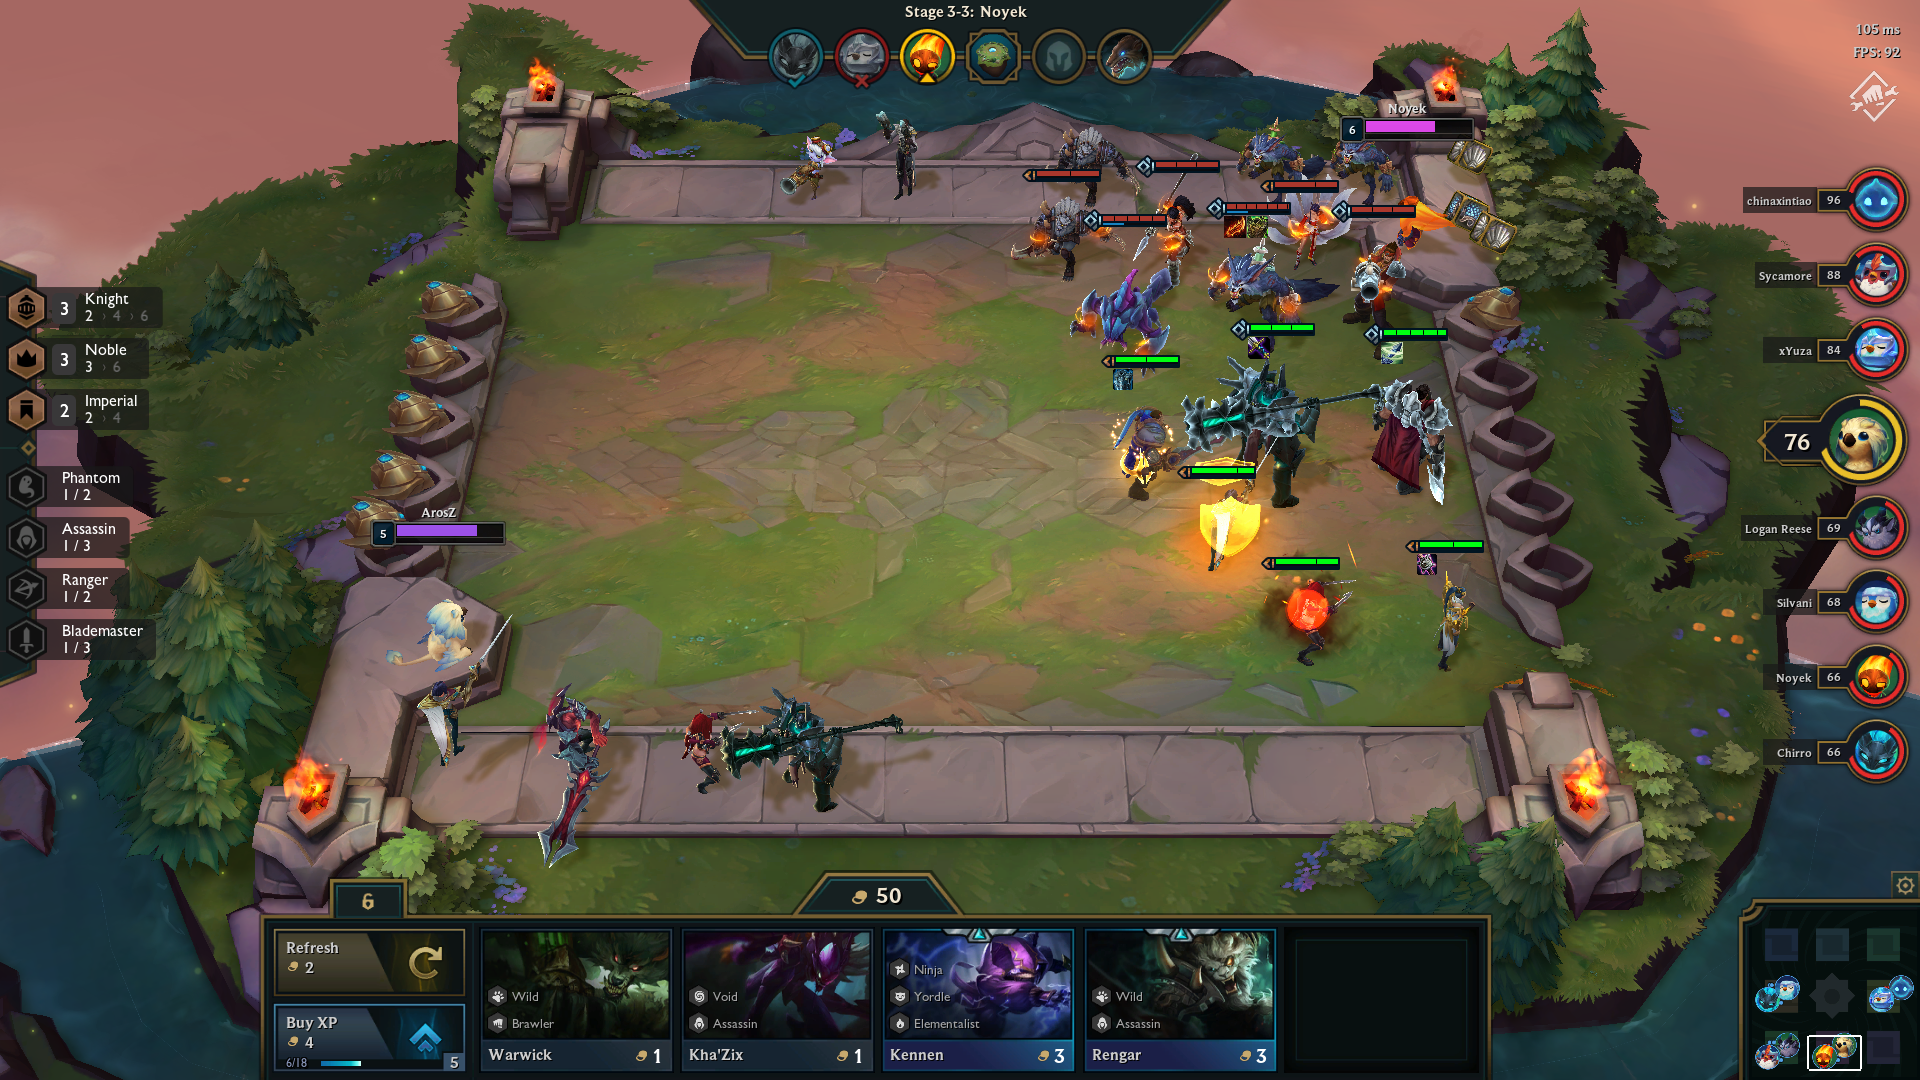 Stage 3-3: Noyek
105 ms
FPS: 92
Noyek
6
chinaxintiao 96
Sycamore 88
xYuza 84
76
Logan Reese 69
Silvani 68
Noyek 66
Chirro 66
3 Knight
2 › 4 › 6
3 Noble
3 › 6
2 Imperial
2 › 4
Phantom
1 / 2
Assassin
1 / 3
Ranger
1 / 2
Blademaster
1 / 3
ArosZ
5
6
50
Refresh
2
Buy XP
4
6/18
5
Wild
Brawler
Warwick 1
Void
Assassin
Kha'Zix 1
Ninja
Yordle
Elementalist
Kennen 3
Wild
Assassin
Rengar 3